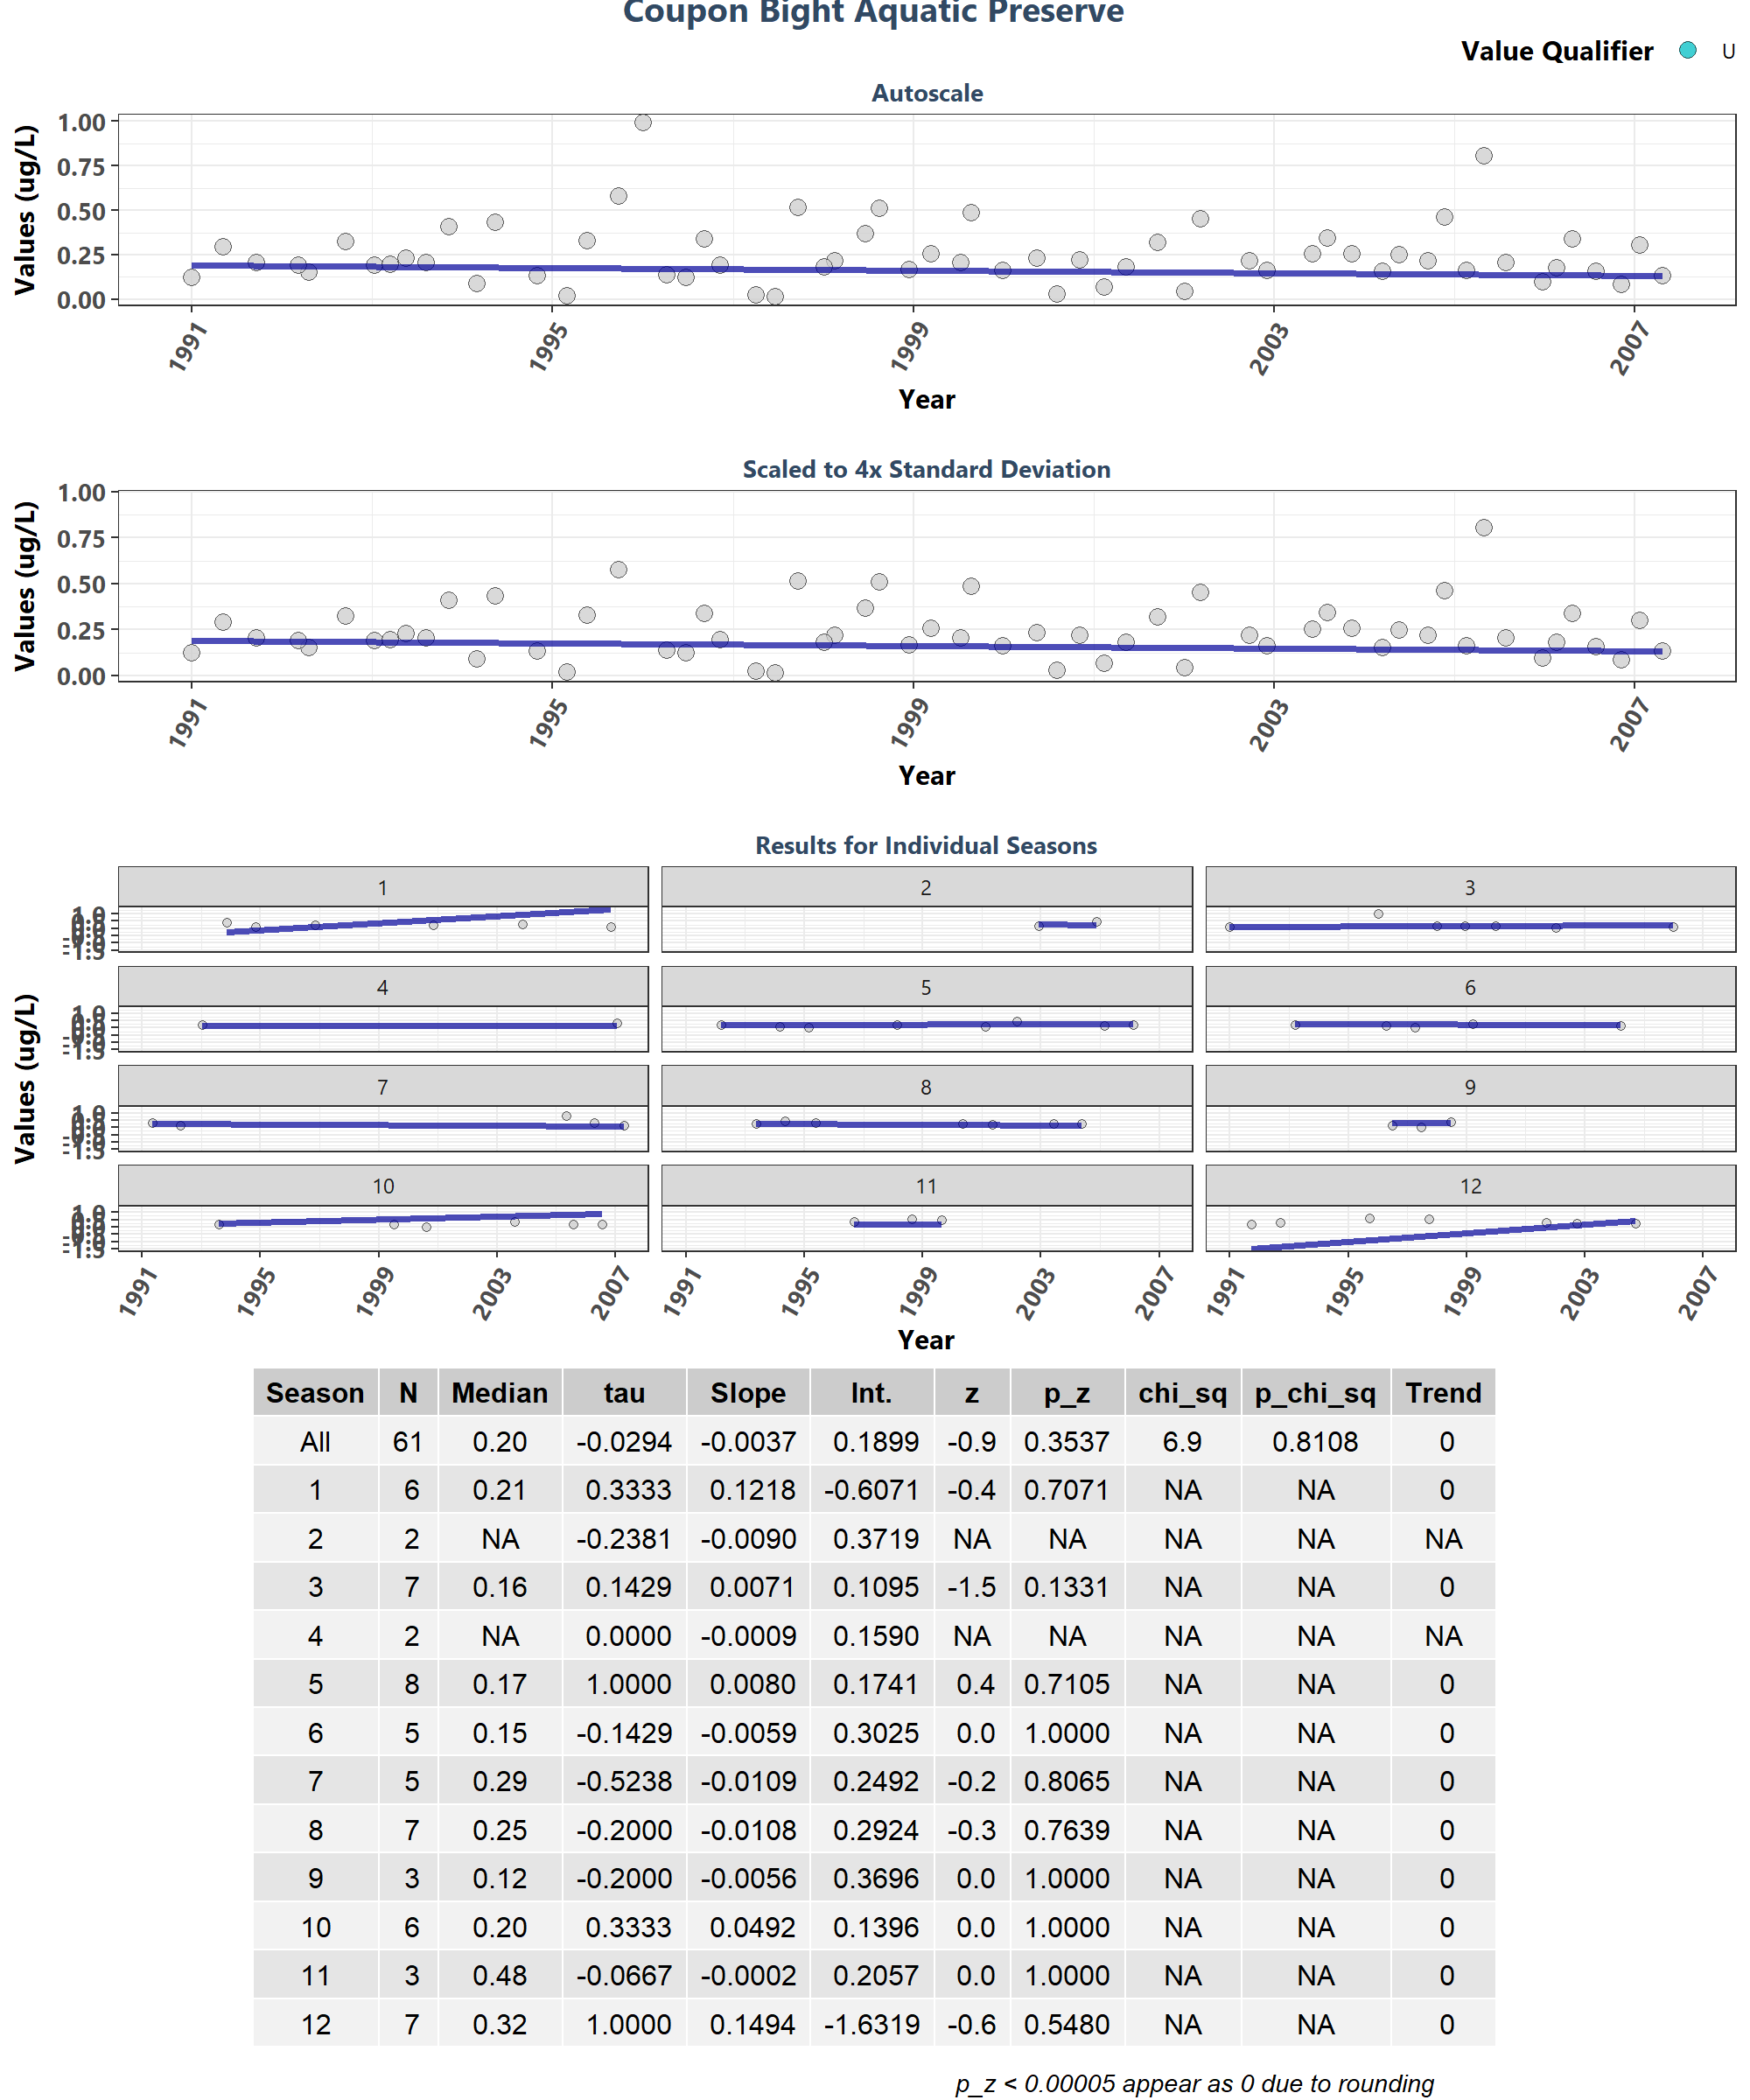 Coupon Bight Aquatic Preserve
Value Qualifier U
Autoscale
Values (ug/L)
1.00
0.75
0.50
0.25
0.00
1991 1995 1999 2003 2007
Year
Scaled to 4x Standard Deviation
Values (ug/L)
1.00
0.75
0.50
0.25
0.00
1991 1995 1999 2003 2007
Year
Results for Individual Seasons
Values (ug/L)
1 2 3
4 5 6
7 8 9
10 11 12
1991 1995 1999 2003 2007 1991 1995 1999 2003 2007 1991 1995 1999 2003 2007
Year
Season N Median tau Slope Int. z p_z chi_sq p_chi_sq Trend
All 61 0.20 -0.0294 -0.0037 0.1899 -0.9 0.3537 6.9 0.8108 0
1 6 0.21 0.3333 0.1218 -0.6071 -0.4 0.7071 NA NA 0
2 2 NA -0.2381 -0.0090 0.3719 NA NA NA NA NA
3 7 0.16 0.1429 0.0071 0.1095 -1.5 0.1331 NA NA 0
4 2 NA 0.0000 -0.0009 0.1590 NA NA NA NA NA
5 8 0.17 1.0000 0.0080 0.1741 0.4 0.7105 NA NA 0
6 5 0.15 -0.1429 -0.0059 0.3025 0.0 1.0000 NA NA 0
7 5 0.29 -0.5238 -0.0109 0.2492 -0.2 0.8065 NA NA 0
8 7 0.25 -0.2000 -0.0108 0.2924 -0.3 0.7639 NA NA 0
9 3 0.12 -0.2000 -0.0056 0.3696 0.0 1.0000 NA NA 0
10 6 0.20 0.3333 0.0492 0.1396 0.0 1.0000 NA NA 0
11 3 0.48 -0.0667 -0.0002 0.2057 0.0 1.0000 NA NA 0
12 7 0.32 1.0000 0.1494 -1.6319 -0.6 0.5480 NA NA 0
p_z < 0.00005 appear as 0 due to rounding